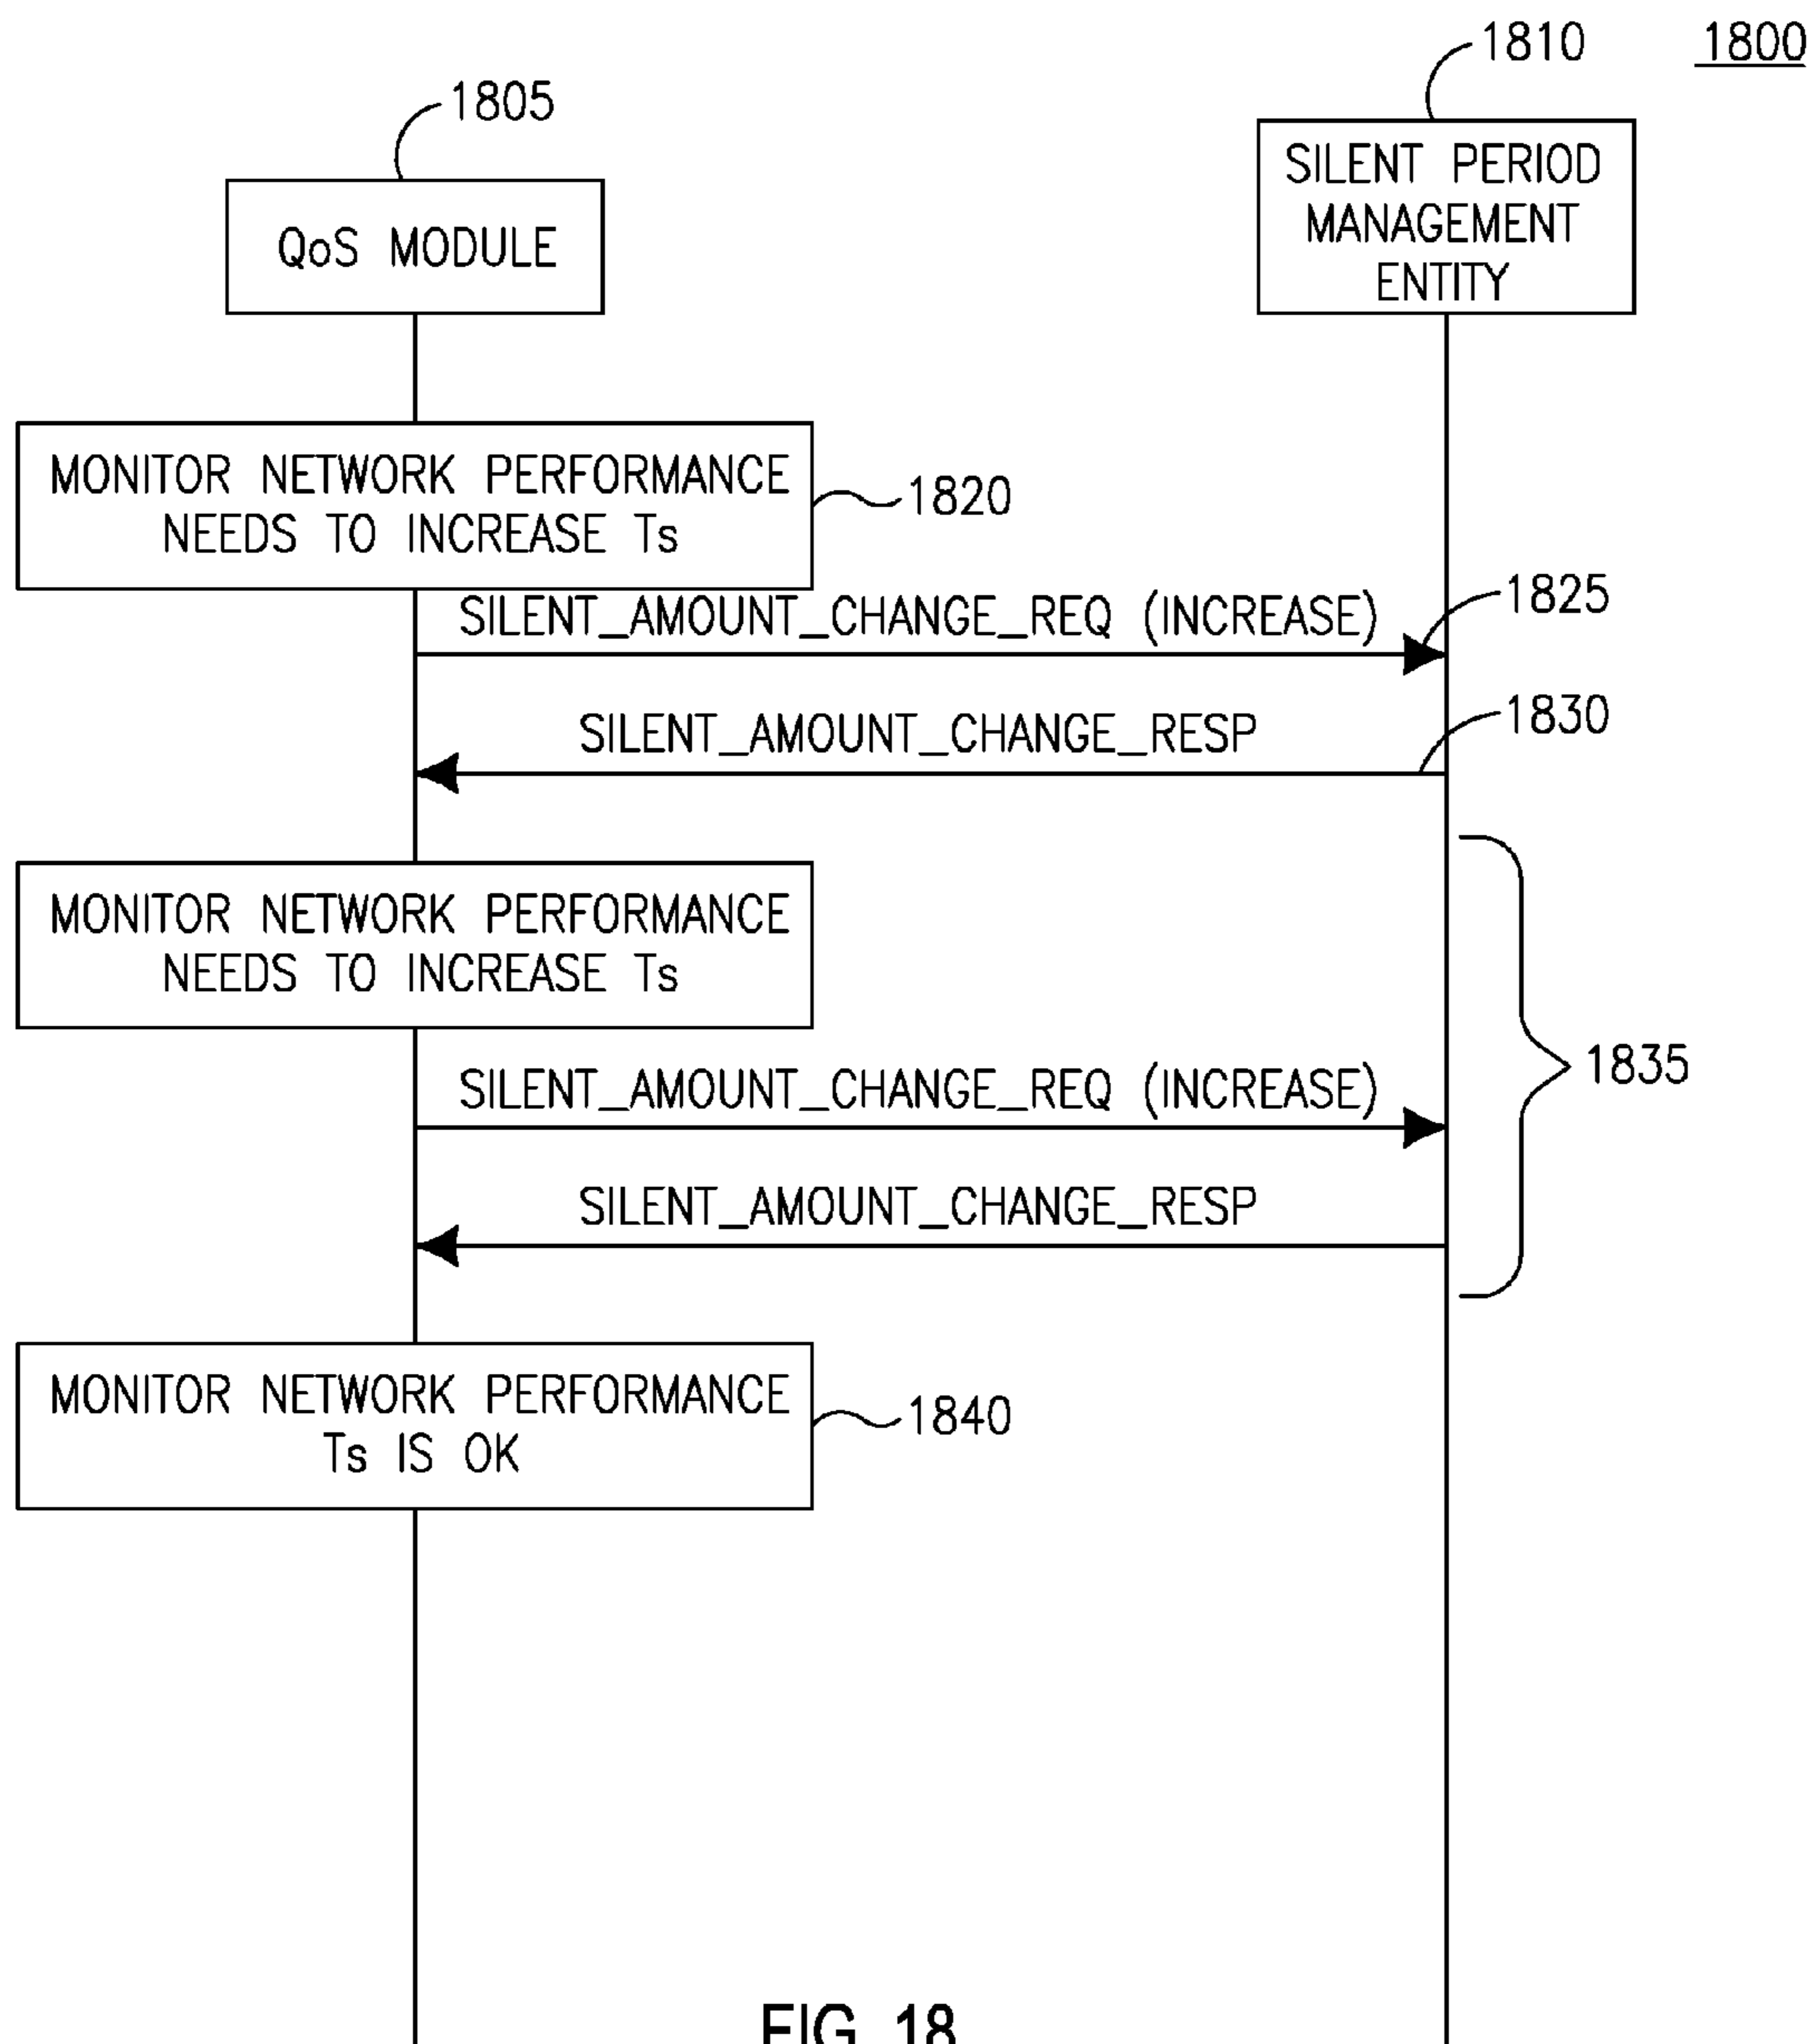 1800
1810
1805
SILENT PERIOD
MANAGEMENT
ENTITY
QoS MODULE
MONITOR NETWORK PERFORMANCE
NEEDS TO INCREASE Ts
1820
SILENT_AMOUNT_CHANGE_REQ (INCREASE)
1825
SILENT_AMOUNT_CHANGE_RESP
1830
MONITOR NETWORK PERFORMANCE
NEEDS TO INCREASE Ts
1835
SILENT_AMOUNT_CHANGE_REQ (INCREASE)
SILENT_AMOUNT_CHANGE_RESP
MONITOR NETWORK PERFORMANCE
Ts IS OK
1840
FIG. 18